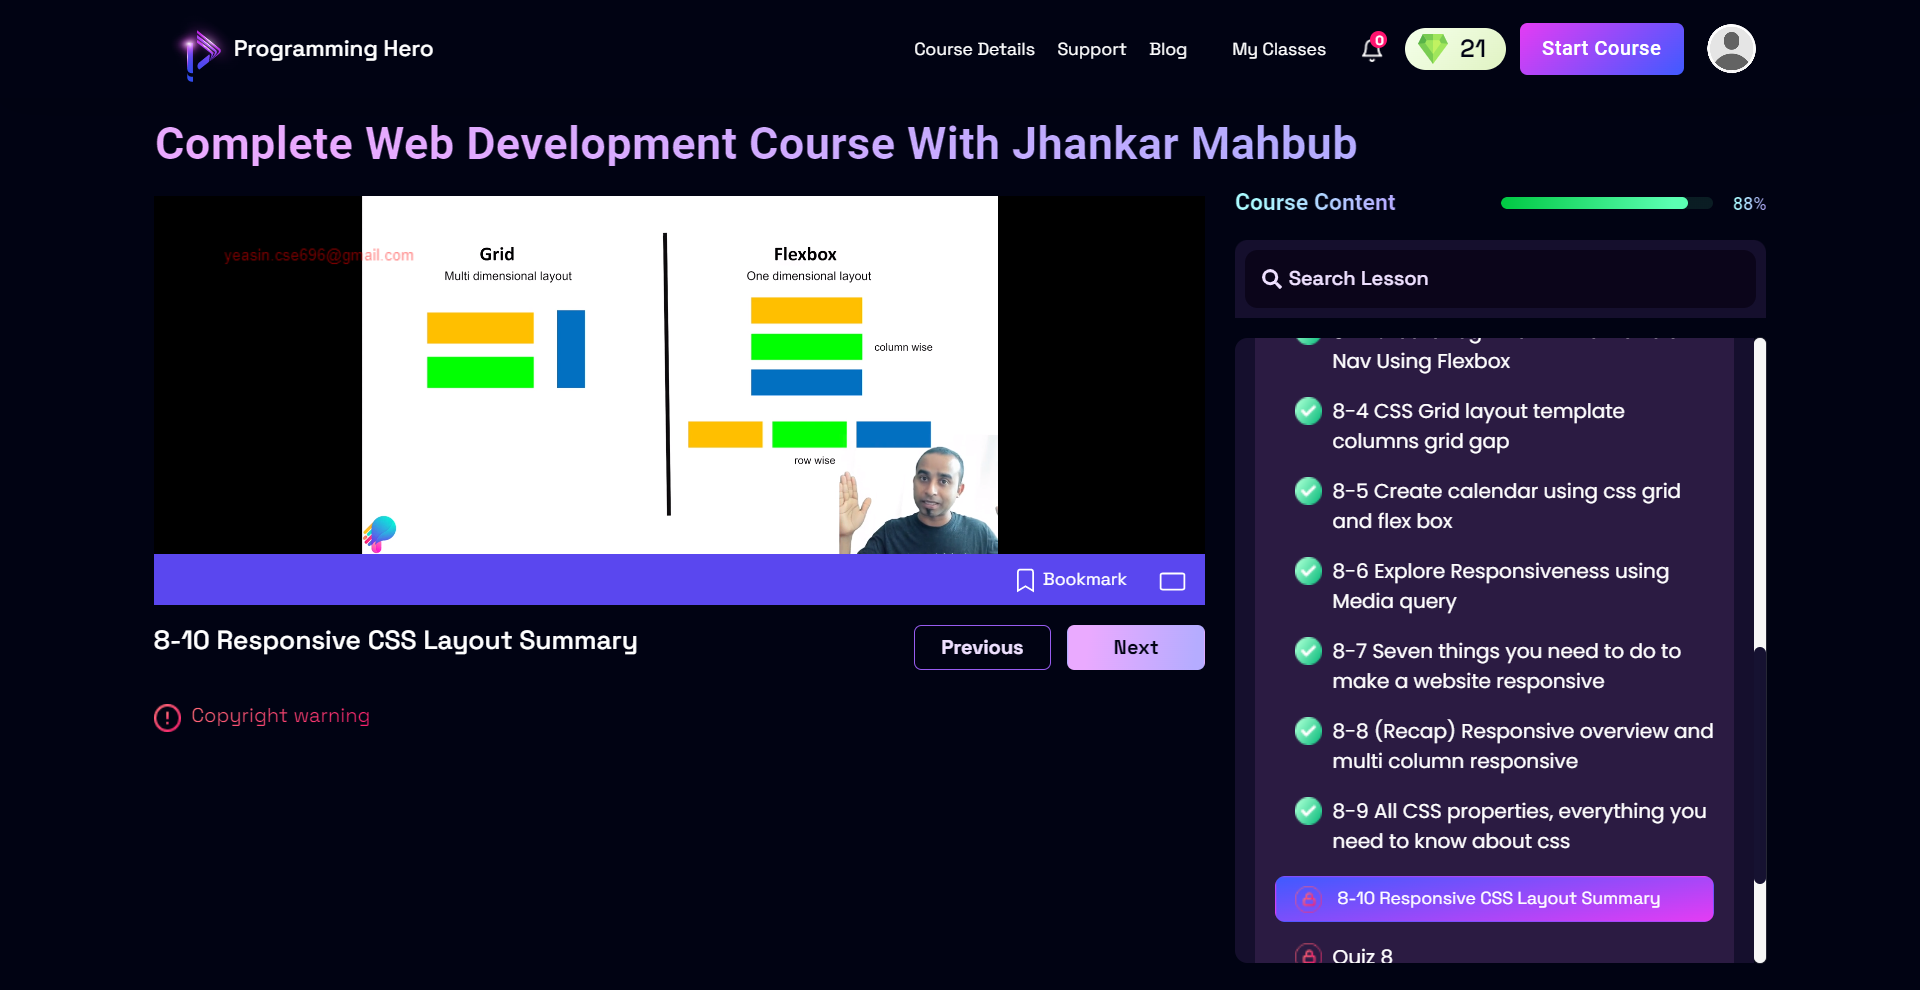 Programming Hero
Course Details
Support
Blog
My Classes
0
21
Start Course
Complete Web Development Course With Jhankar Mahbub
yeasin.cse696@gmail.com
Grid
Multi dimensional layout
Flexbox
One dimensional layout
column wise
row wise
Bookmark
8-10 Responsive CSS Layout Summary
Previous
Next
Copyright warning
Course Content
88%
Search Lesson
Nav Using Flexbox
8-4 CSS Grid layout template
columns grid gap
8-5 Create calendar using css grid
and flex box
8-6 Explore Responsiveness using
Media query
8-7 Seven things you need to do to
make a website responsive
8-8 (Recap) Responsive overview and
multi column responsive
8-9 All CSS properties, everything you
need to know about css
8-10 Responsive CSS Layout Summary
Quiz 8